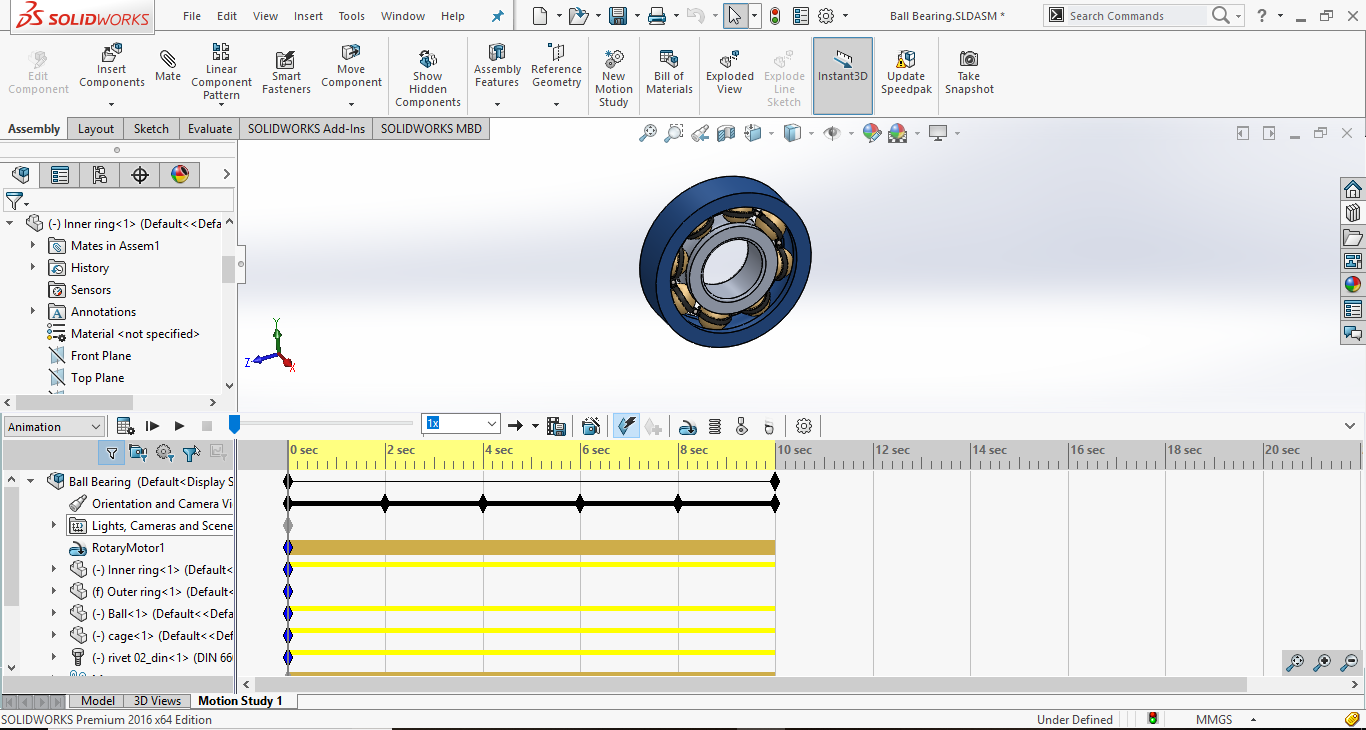 SOLIDWORKS File Edit View Insert Tools Window Help Ball Bearing.SLDASM * Search Commands ?
Edit Component
Insert Components
Mate
Linear Component Pattern
Smart Fasteners
Move Component
Show Hidden Components
Assembly Features
Reference Geometry
New Motion Study
Bill of Materials
Exploded View
Explode Line Sketch
Instant3D
Update Speedpak
Take Snapshot
Assembly Layout Sketch Evaluate SOLIDWORKS Add-Ins SOLIDWORKS MBD
(-) Inner ring<1> (Default<<Defa
Mates in Assem1
History
Sensors
Annotations
Material <not specified>
Front Plane
Top Plane
Y
Z
X
Animation 1x
0 sec 2 sec 4 sec 6 sec 8 sec 10 sec 12 sec 14 sec 16 sec 18 sec 20 sec
Ball Bearing (Default<Display S
Orientation and Camera Vi
Lights, Cameras and Scene
RotaryMotor1
(-) Inner ring<1> (Default<
(f) Outer ring<1> (Default<
(-) Ball<1> (Default<<Defa
(-) cage<1> (Default<<Def
(-) rivet 02_din<1> (DIN 66
Model 3D Views Motion Study 1
SOLIDWORKS Premium 2016 x64 Edition Under Defined MMGS